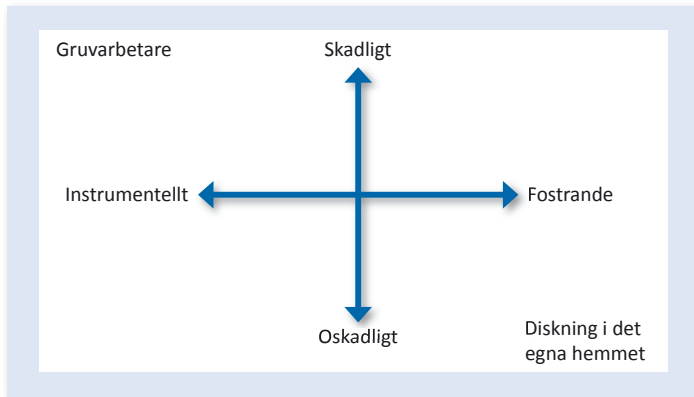 Gruvarbetare
Skadligt
Instrumentellt
Fostrande
Oskadligt
Diskning i det
egna hemmet